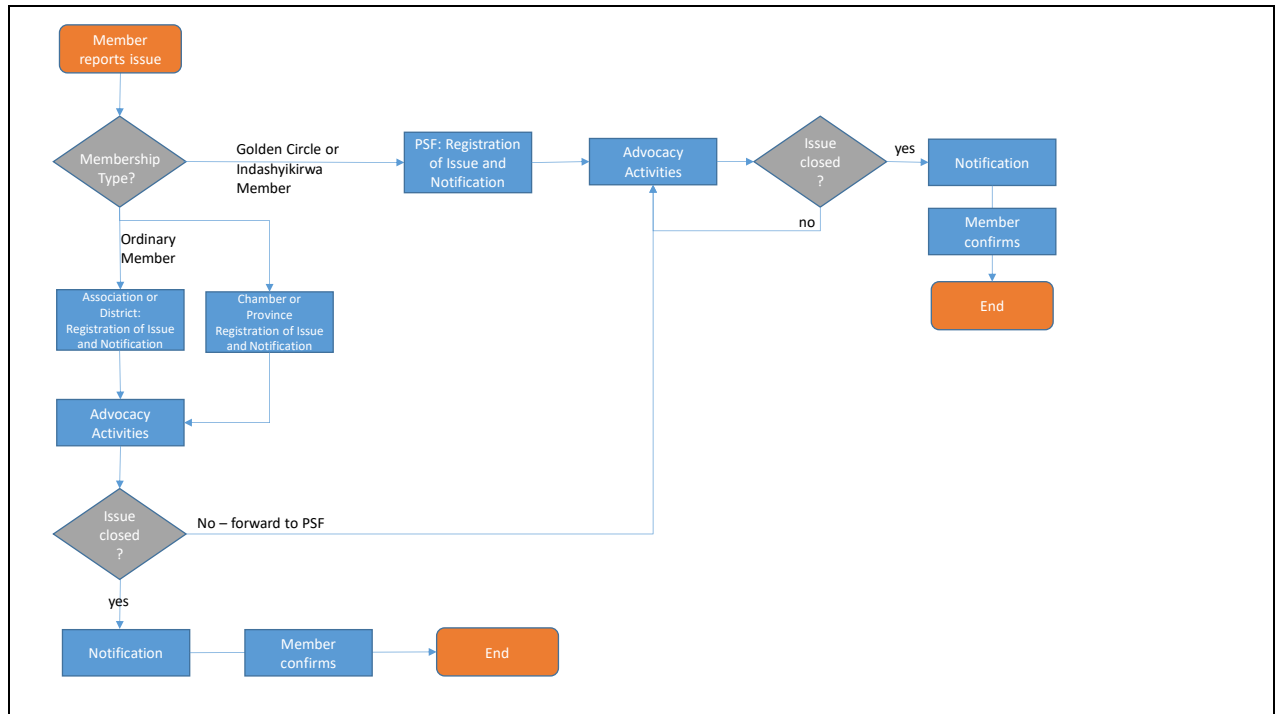 Member
reports issue
Membership
Type?
Golden Circle or
Indashyikirwa
Member
PSF: Registration
of Issue and
Notification
Advocacy
Activities
Issue
closed
?
yes
Notification
no
Member
confirms
End
Ordinary
Member
Association or
District:
Registration of Issue
and Notification
Chamber or
Province
Registration of Issue
and Notification
Advocacy
Activities
Issue
closed
?
No – forward to PSF
yes
Notification
Member
confirms
End